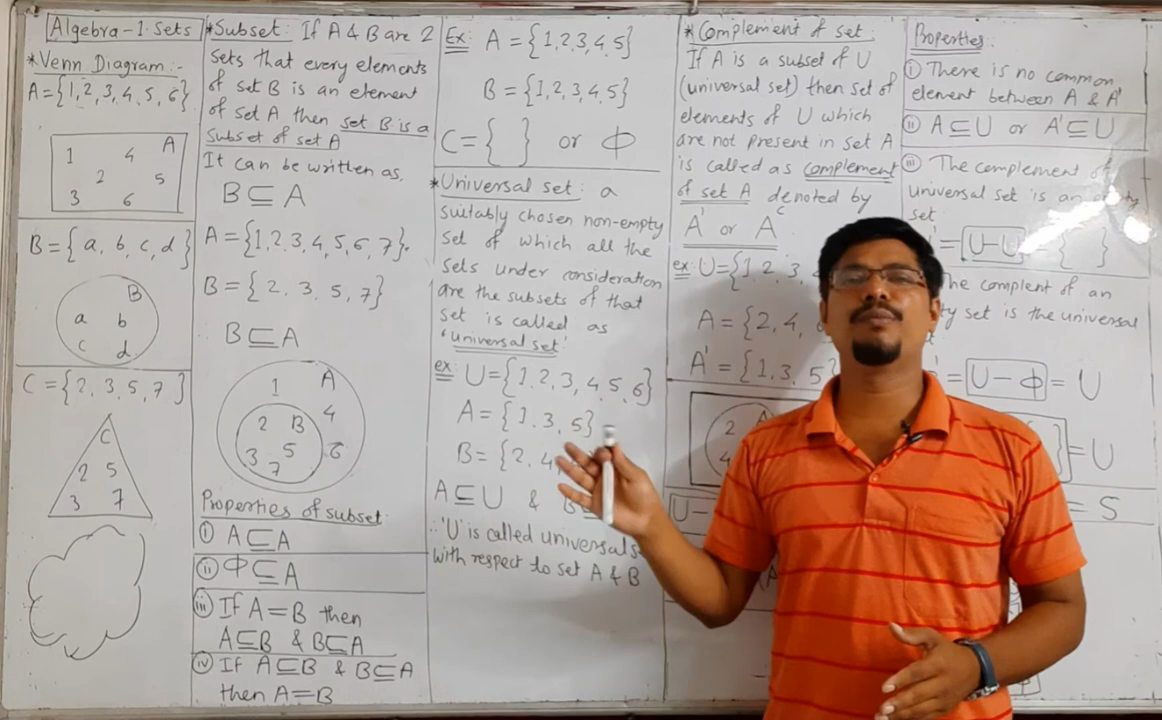 Algebra-1 Sets
*Venn Diagram:-
A={1,2,3,4,5,6}.
1 4 A
2 5
3 6
B={a,b,c,d}
B
a b
c d
C={2,3,5,7}
C
2 5
3 7
*Subset: If A & B are 2
sets that every elements
of set B is an element
of set A then set B is a
subset of set A
It can be written as,
B⊆A
A={1,2,3,4,5,6,7}.
B={2,3,5,7}
B⊆A
1 A
2 B 4
3 5 6
7
Properties of subset
i) A⊆A
ii) Φ⊆A
iii) If A=B then
A⊆B & B⊆A
iv) If A⊆B & B⊆A
then A=B
Ex: A={1,2,3,4,5}
B={1,2,3,4,5}
C={ } or Φ
*Universal set: a
suitably chosen non-empty
set of which all the
sets under consideration
are the subsets of that
set is called as
'universal set'
ex: U={1,2,3,4,5,6}
A={1,3,5}
B={2,4,
A⊆U & B
∴ 'U' is called universal s
with respect to set A & B
*Complement of set:
If A is a subset of U
(universal set) then set of
elements of U which
are not present in set A
is called as complement
of set A denoted by
A' or Aᶜ
ex: U={1,2,3,
A={2,4,
A'={1,3,5}
2 A
4
U-
Properties:
i) There is no common
element between A & A'
ii) A⊆U or A'⊆U
iii) The complement of
universal set is an
set
'=U-U { }
The complent of an
set is the universal
=U-Φ=U
=U
=S